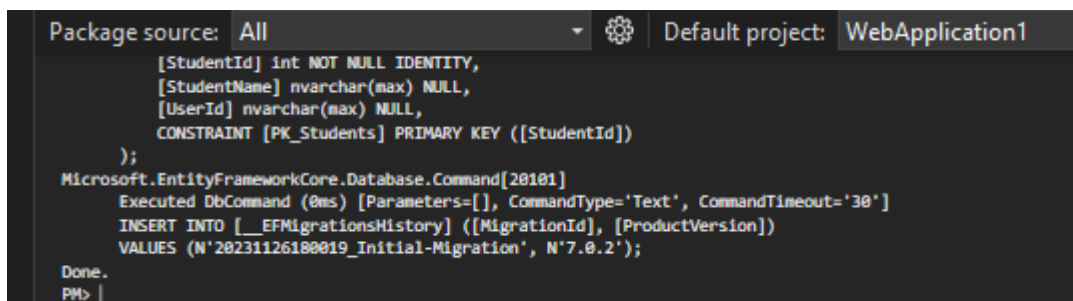 Package source: All Default project: WebApplication1
[StudentId] int NOT NULL IDENTITY,
[StudentName] nvarchar(max) NULL,
[UserId] nvarchar(max) NULL,
CONSTRAINT [PK_Students] PRIMARY KEY ([StudentId])
);
Microsoft.EntityFrameworkCore.Database.Command[20101]
Executed DbCommand (0ms) [Parameters=[], CommandType='Text', CommandTimeout='30']
INSERT INTO [__EFMigrationsHistory] ([MigrationId], [ProductVersion])
VALUES (N'20231126180019_Initial-Migration', N'7.0.2');
Done.
PM>